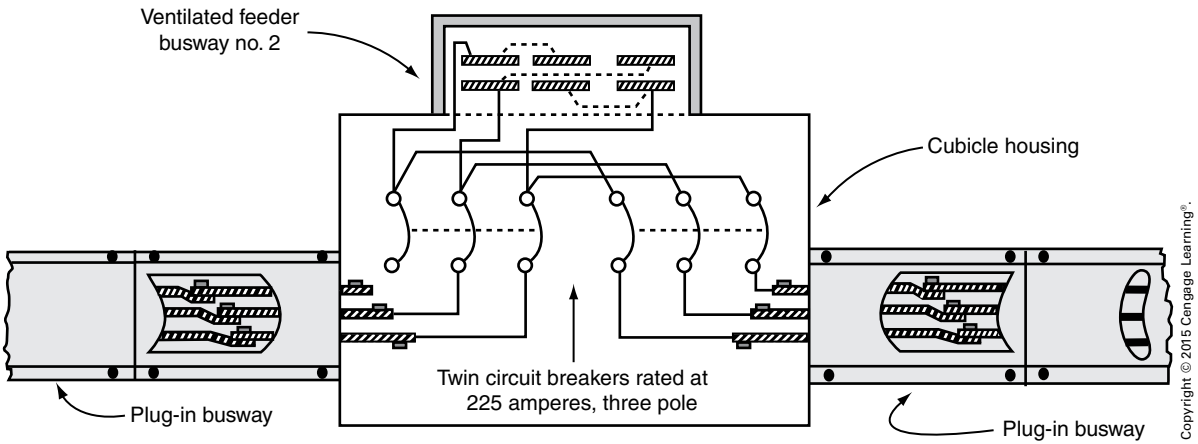 Ventilated feeder
busway no. 2
Cubicle housing
Twin circuit breakers rated at
225 amperes, three pole
Plug-in busway
Plug-in busway
Copyright © 2015 Cengage Learning®.